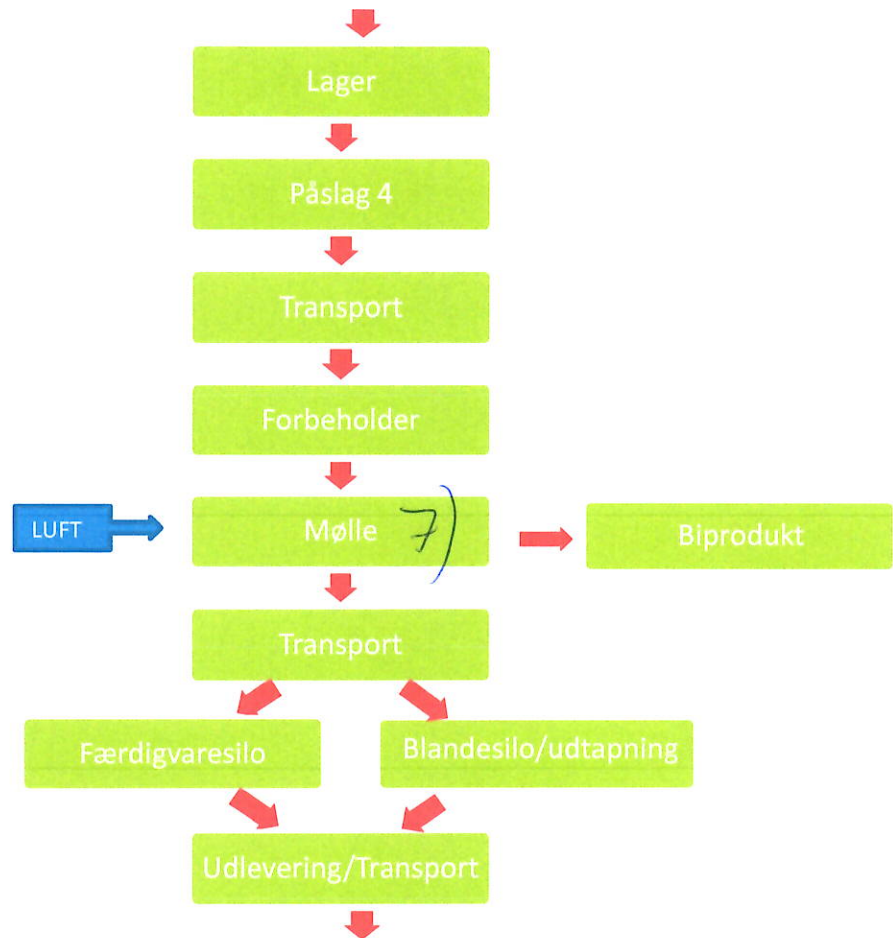 Lager
Påslag 4
Transport
Forbeholder
LUFT
Mølle 7)
Biprodukt
Transport
Færdigvaresilo
Blandesilo/udtapning
Udlevering/Transport